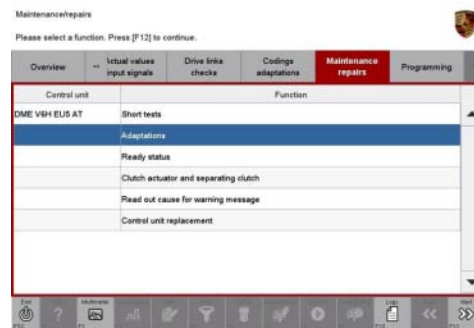 Maintenance/repairs
Please select a function. Press [F12] to continue.
Overview
Actual values
input signals
Drive links
checks
Codings
adaptations
Maintenance
repairs
Programming
Control unit
Function
DME V6H EU5 AT
Short tests
Adaptations
Ready status
Clutch actuator and separating clutch
Read out cause for warning message
Control unit replacement
Multimeter
Logs